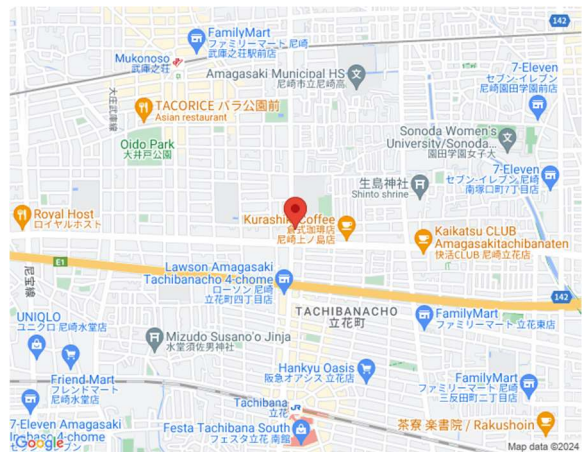 142
FamilyMart
ファミリーマート 尼崎
武庫之荘駅前店
Mukonoso
武庫之荘
7-Eleven
セブン-イレブン
尼崎園田学園前店
Amagasaki Municipal HS
尼崎市立尼崎高
大庄武庫線
TACORICE バラ公園前
Asian restaurant
Oido Park
大井戸公園
Sonoda Women's
University/Sonoda...
園田学園女子大
7-Eleven
セブン-イレブン 尼崎
南塚口町7丁目店
生島神社
Shinto shrine
Royal Host
ロイヤルホスト
Kurashiki Coffee
倉式珈琲店
尼崎上ノ島店
Kaikatsu CLUB
Amagasakitachibanaten
快活CLUB 尼崎立花店
E1
尼宝線
Lawson Amagasaki
Tachibanacho 4-chome
ローソン 尼崎
立花町四丁目店
142
TACHIBANACHO
立花町
UNIQLO
ユニクロ 尼崎水堂店
FamilyMart
ファミリーマート 立花東店
Mizudo Susano'o Jinja
水堂須佐男神社
Hankyu Oasis
阪急オアシス 立花店
Friend-Mart
フレンドマート
尼崎水堂店
FamilyMart
ファミリーマート 尼崎
三反田町二丁目店
Tachibana
立花
7-Eleven Amagasaki
Inabaso 4-chome
Festa Tachibana South
フェスタ立花 南館
茶寮 楽書院 / Rakushoin
Google
Map data ©2024